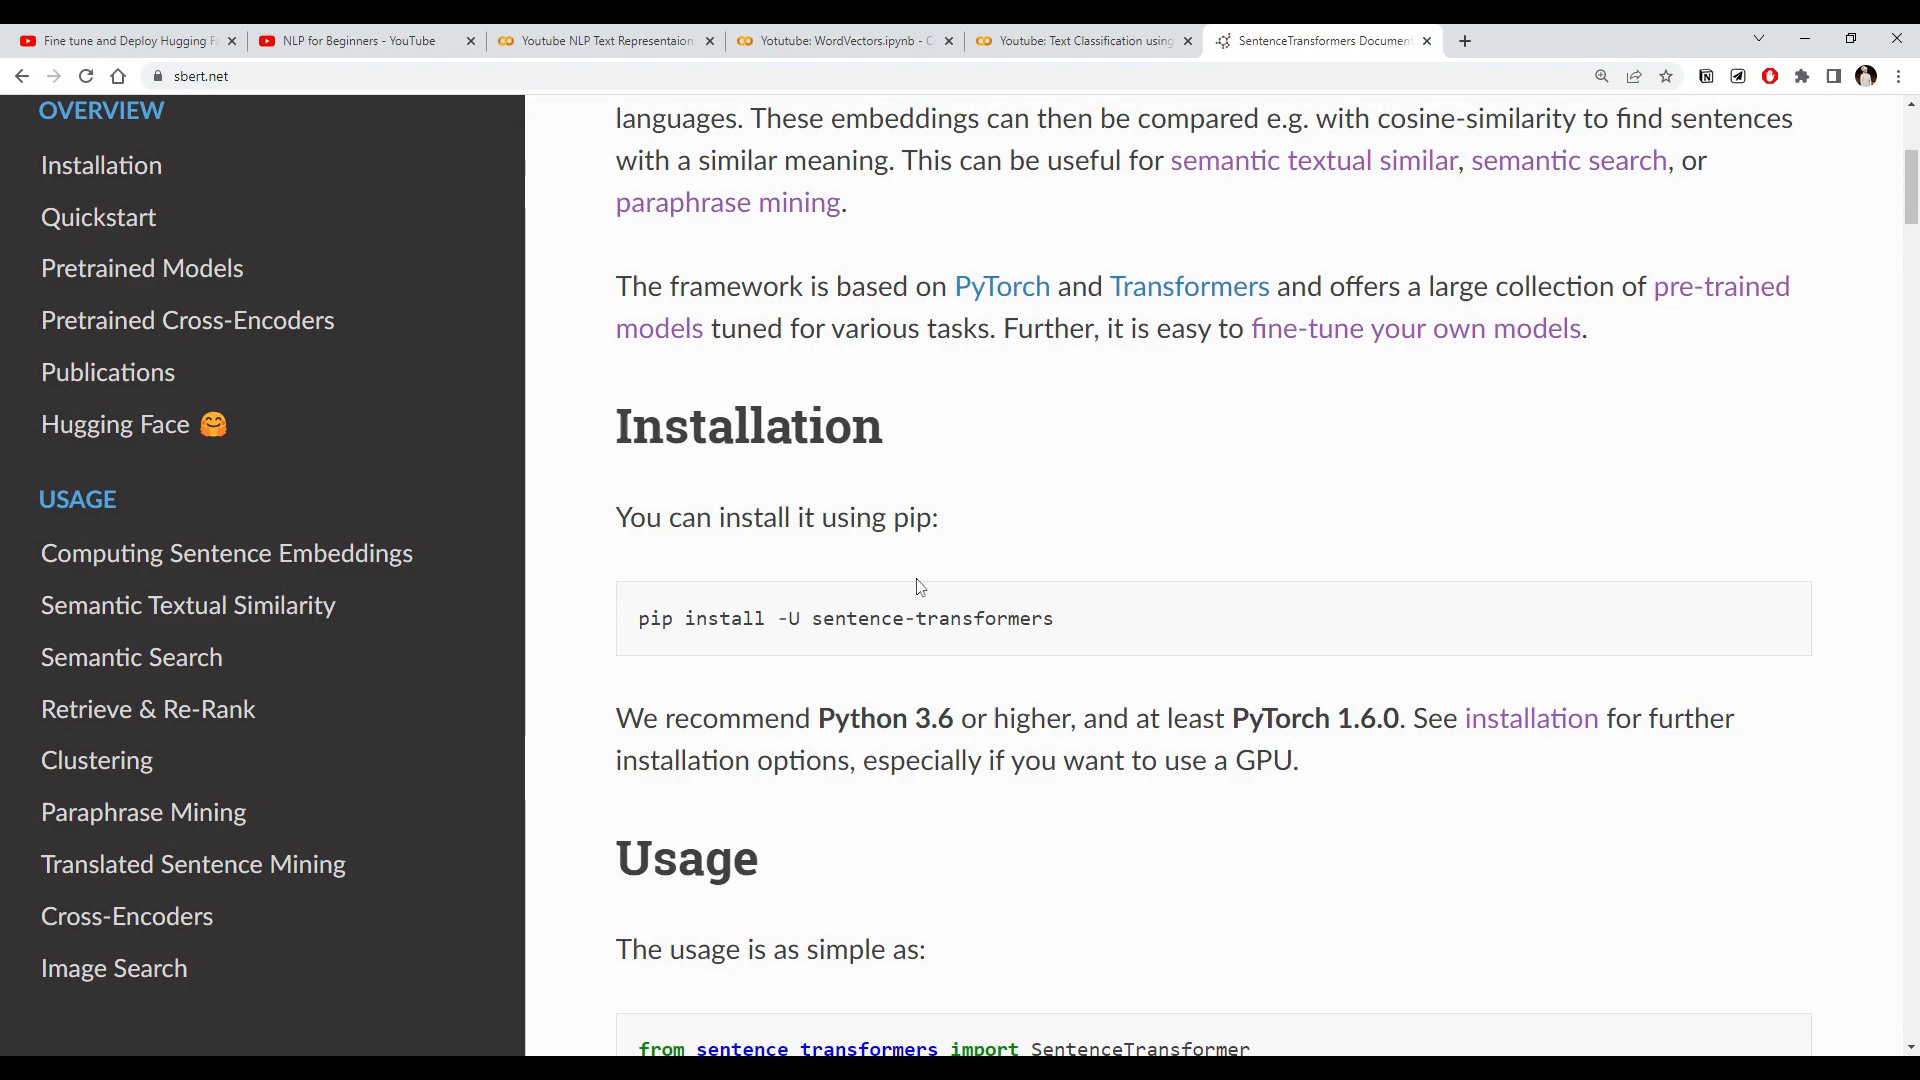 Fine tune and Deploy Hugging F
NLP for Beginners - YouTube
Youtube NLP Text Representaion
Yotutube: WordVectors.ipynb - C
Youtube: Text Classification using
SentenceTransformers Document
sbert.net
OVERVIEW
Installation
Quickstart
Pretrained Models
Pretrained Cross-Encoders
Publications
Hugging Face 🤗
USAGE
Computing Sentence Embeddings
Semantic Textual Similarity
Semantic Search
Retrieve & Re-Rank
Clustering
Paraphrase Mining
Translated Sentence Mining
Cross-Encoders
Image Search
languages. These embeddings can then be compared e.g. with cosine-similarity to find sentences
with a similar meaning. This can be useful for semantic textual similar, semantic search, or
paraphrase mining.
The framework is based on PyTorch and Transformers and offers a large collection of pre-trained
models tuned for various tasks. Further, it is easy to fine-tune your own models.
Installation
You can install it using pip:
pip install -U sentence-transformers
We recommend Python 3.6 or higher, and at least PyTorch 1.6.0. See installation for further
installation options, especially if you want to use a GPU.
Usage
The usage is as simple as:
from sentence_transformers import SentenceTransformer